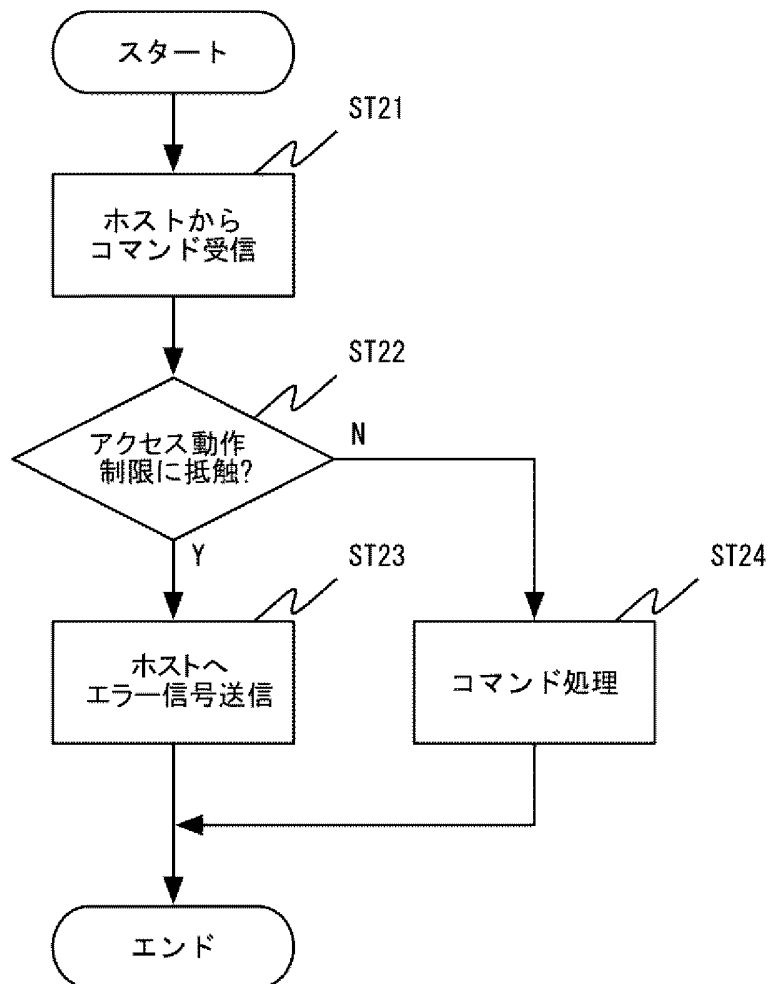 スタート
ST21
ホストから
コマンド受信
ST22
アクセス動作
制限に抵触?
N
Y
ST23
ST24
ホストへ
エラー信号送信
コマンド処理
エンド